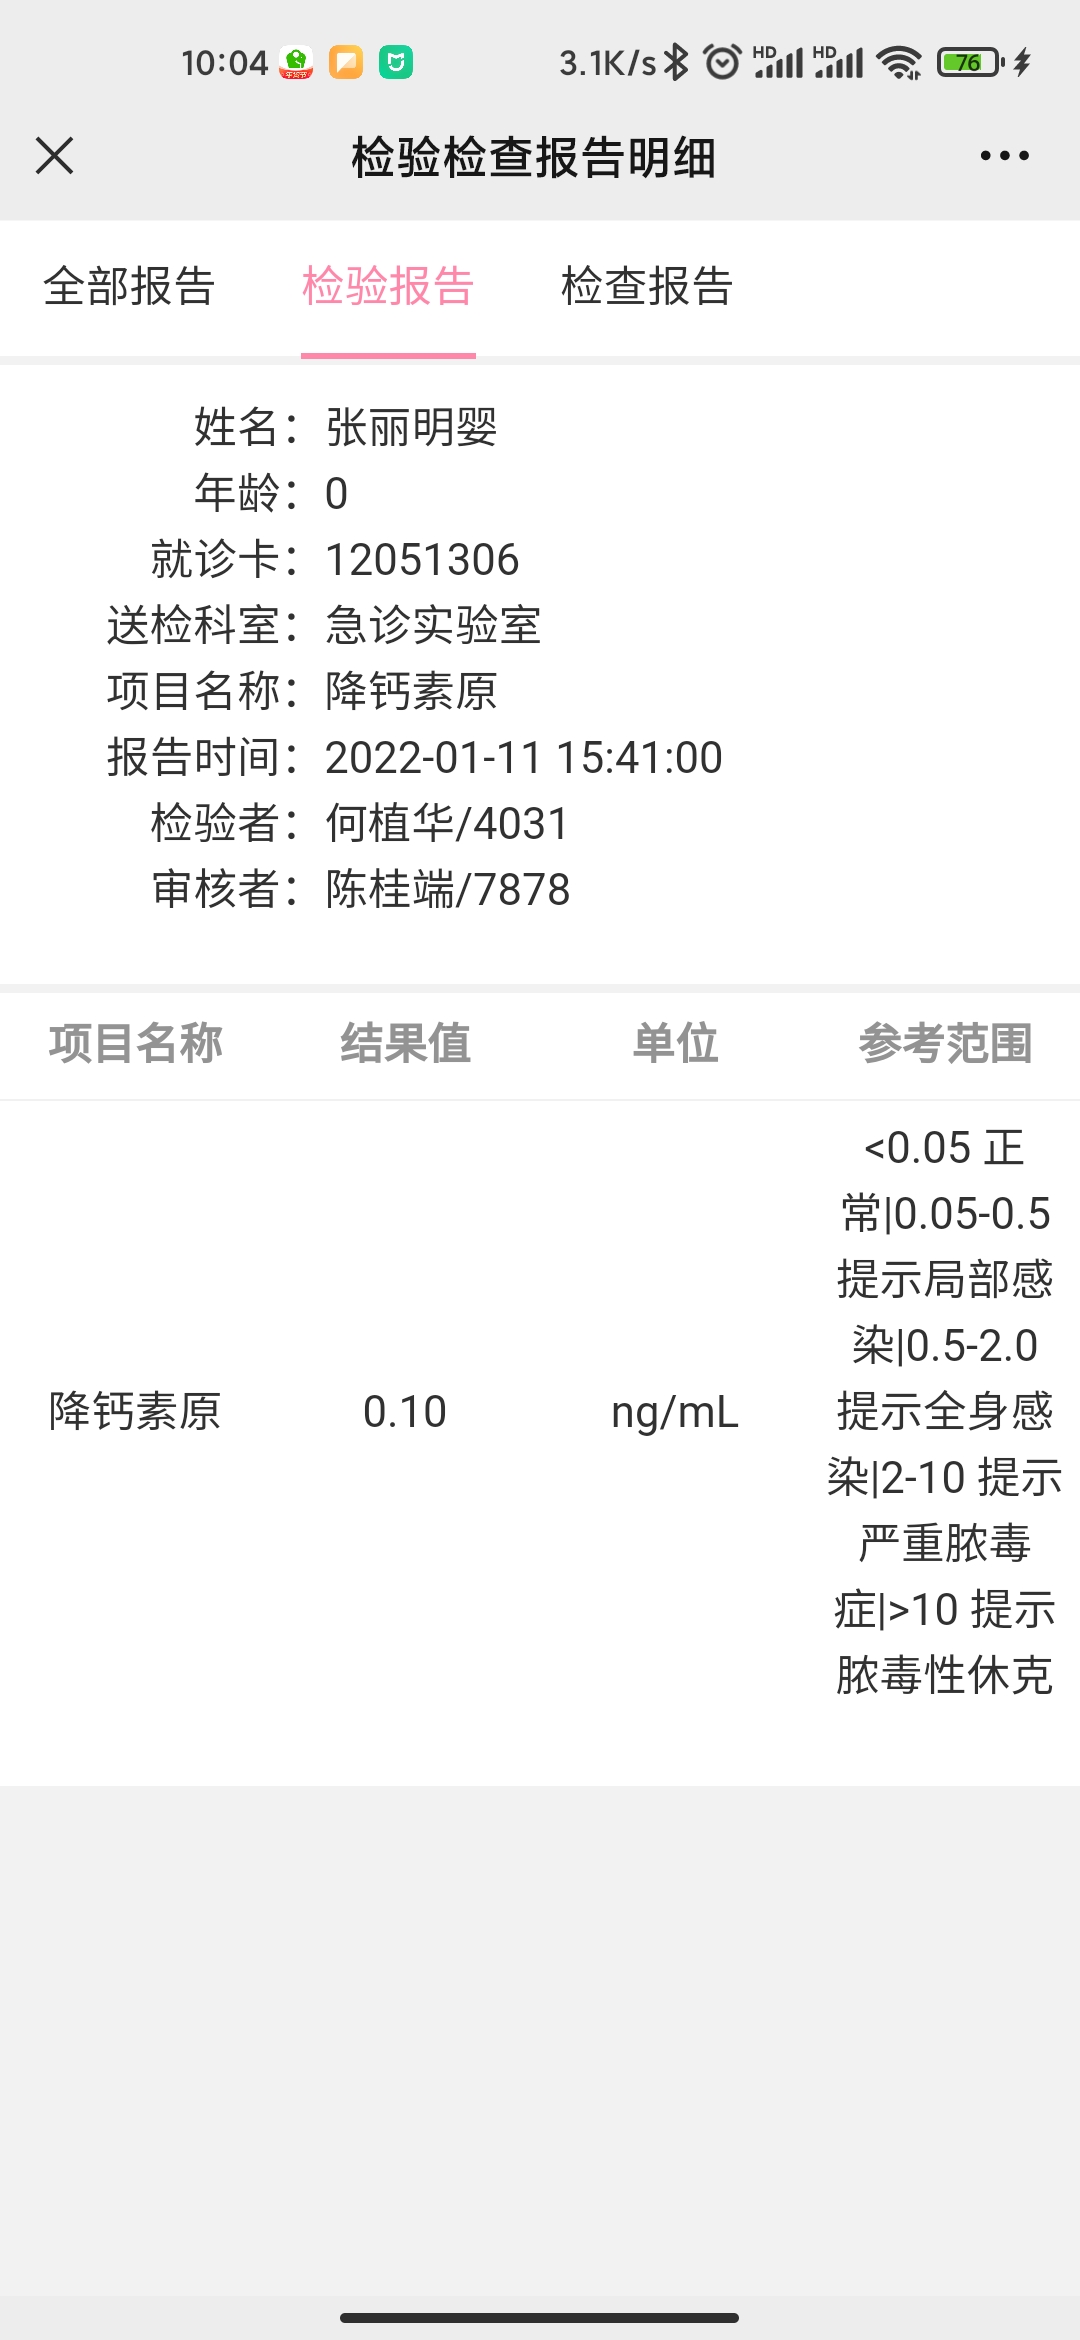 10:04
3.1K/s
HD
HD
76
检验检查报告明细
全部报告 检验报告 检查报告
姓名：张丽明婴
年龄：0
就诊卡：12051306
送检科室：急诊实验室
项目名称：降钙素原
报告时间：2022-01-11 15:41:00
检验者：何植华/4031
审核者：陈桂端/7878
项目名称 结果值 单位 参考范围
降钙素原 0.10 ng/mL
<0.05 正
常|0.05-0.5
提示局部感
染|0.5-2.0
提示全身感
染|2-10 提示
严重脓毒
症|>10 提示
脓毒性休克